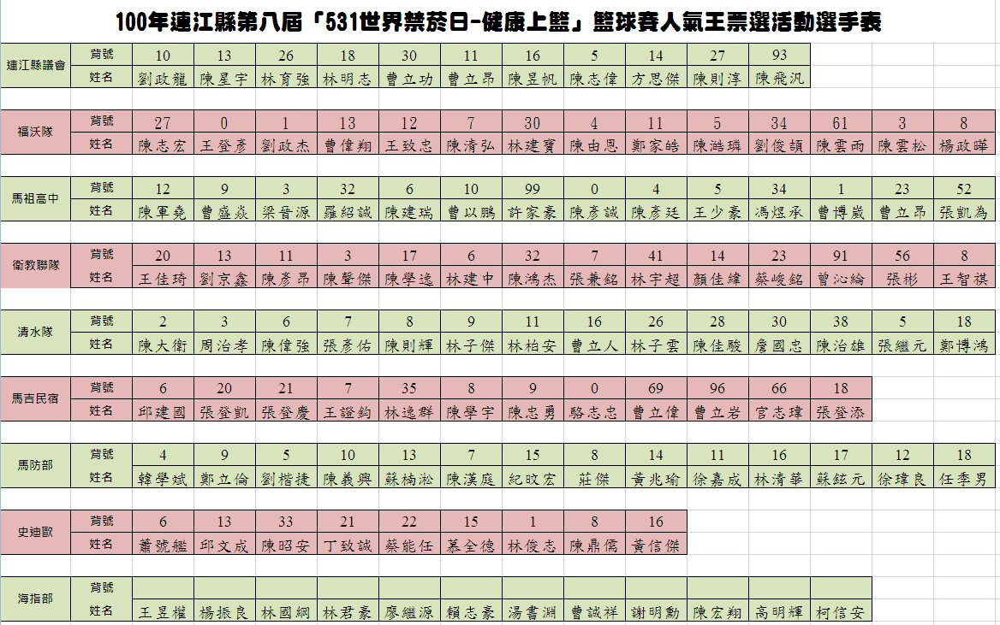 100年連江縣第八屆「531世界禁菸日-健康上籃」籃球賽人氣王票選活動選手表
連江縣議會 背號 10 13 26 18 30 11 16 5 14 27 93
姓名 劉政龍 陳星宇 林育強 林明志 曹立功 曹立昂 陳昱帆 陳志偉 方思傑 陳則淳 陳飛汎
福沃隊 背號 27 0 1 13 12 7 30 4 11 5 34 61 3 8
姓名 陳志宏 王登彥 劉政杰 曹偉翔 王致忠 陳清弘 林建寶 陳由恩 鄭家皓 陳澔璘 劉俊頡 陳雲雨 陳雲松 楊政曄
馬祖高中 背號 12 9 3 32 6 10 99 0 4 5 34 1 23 52
姓名 陳軍堯 曹盛焱 梁晉源 羅紹誠 陳建瑞 曹以鵬 許家豪 陳彥誠 陳彥廷 王少豪 馮煜承 曹博崴 曹立昂 張凱為
衛教聯隊 背號 20 13 11 3 17 6 32 7 41 14 23 91 56 8
姓名 王佳琦 劉京鑫 陳彥昂 陳聲傑 陳學逸 林建中 陳鴻杰 張兼銘 林宇超 顏佳緯 蔡峻銘 曾沁綸 張彬 王智祺
清水隊 背號 2 3 6 7 8 9 11 16 26 28 30 38 5 18
姓名 陳大衛 周治孝 陳偉強 張彥佑 陳則輝 林子傑 林柏安 曹立人 林子雲 陳佳駿 詹國忠 陳治雄 張繼元 鄭博鴻
馬吉民宿 背號 6 20 21 7 35 8 9 0 69 96 66 18
姓名 邱建國 張登凱 張登慶 王證鈞 林逸群 陳學宇 陳忠勇 駱志忠 曹立偉 曹立岩 官志瑋 張登添
馬防部 背號 4 9 5 10 13 7 15 8 14 11 16 17 12 18
姓名 韓學斌 鄭立倫 劉楷捷 陳義興 蘇楠淞 陳漢庭 紀旼宏 莊傑 黃兆瑜 徐嘉成 林清華 蘇鉉元 徐瑋良 任季男
史迪歐 背號 6 13 33 21 22 15 1 8 16
姓名 蕭號艦 邱文成 陳昭安 丁致誠 蔡能任 慕全德 林俊志 陳鼎儒 黃信傑
海指部 背號
姓名 王昱權 楊振良 林國綱 林君豪 廖繼源 賴志豪 湯書淵 曹誠祥 謝明勳 陳宏翔 高明輝 柯信安